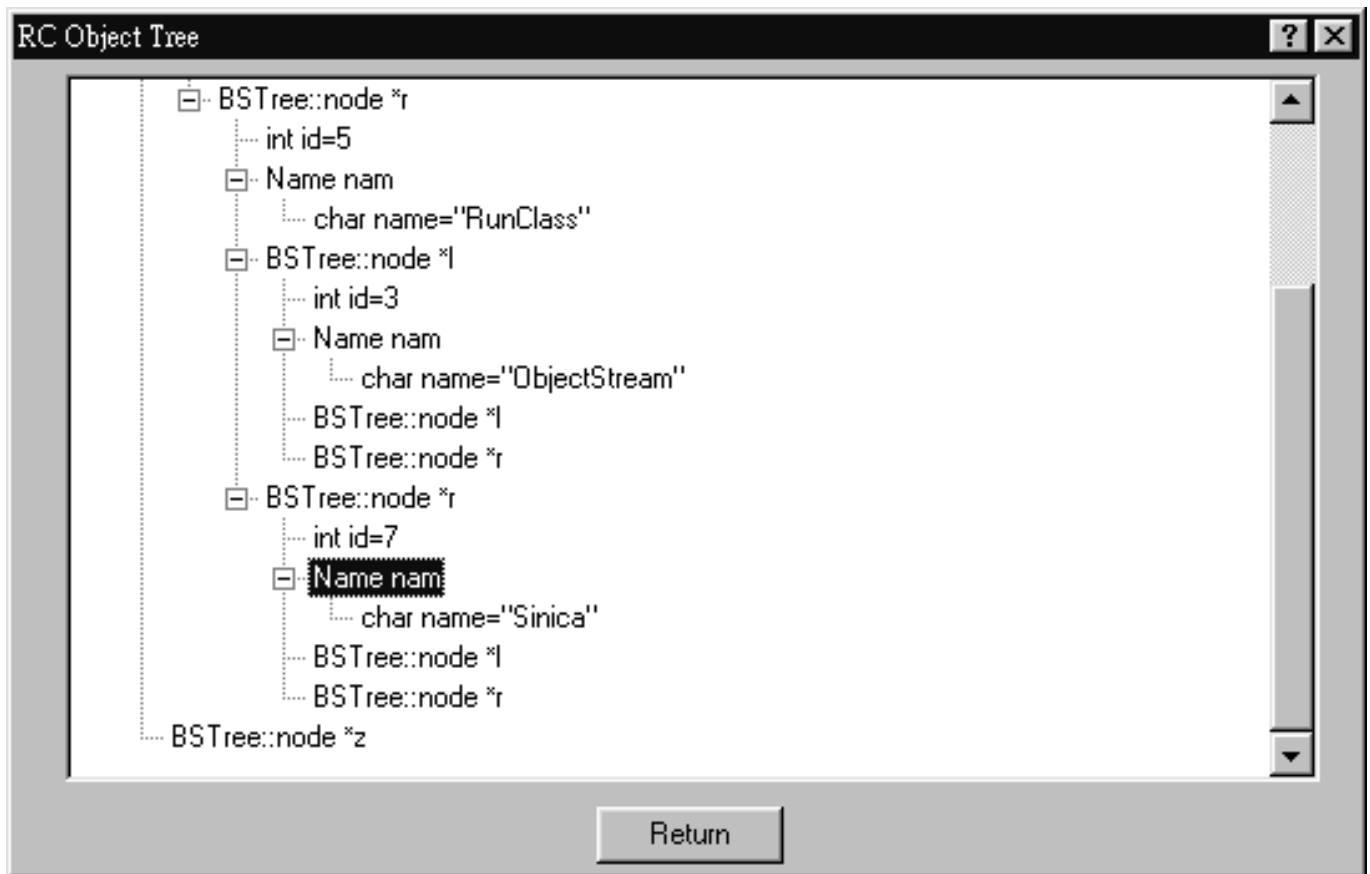 RC Object Tree
BSTree::node *r
int id=5
Name nam
char name="RunClass"
BSTree::node *l
int id=3
Name nam
char name="ObjectStream"
BSTree::node *l
BSTree::node *r
BSTree::node *r
int id=7
Name nam
char name="Sinica"
BSTree::node *l
BSTree::node *r
BSTree::node *z
Return